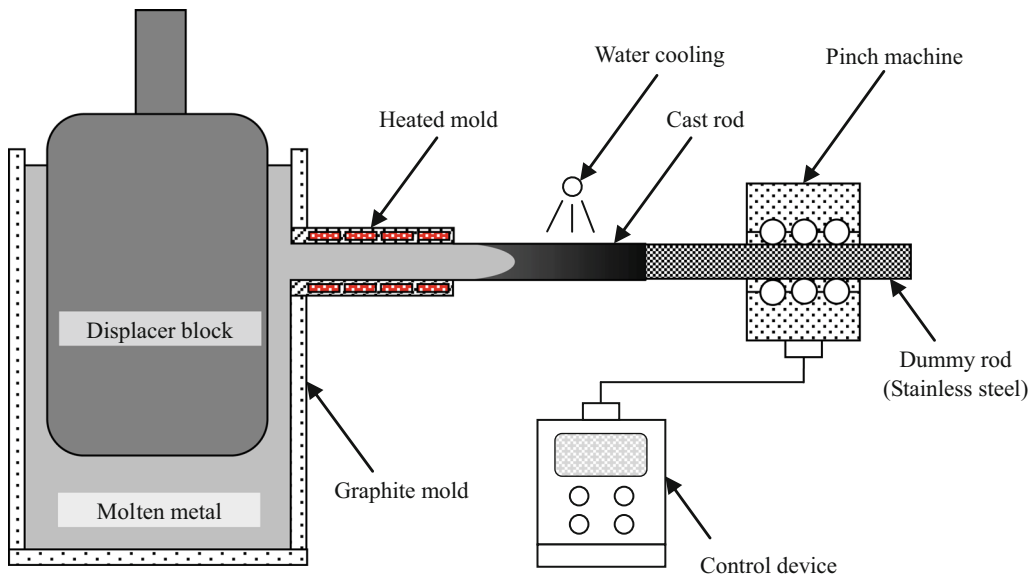 Water cooling
Pinch machine
Heated mold
Cast rod
Displacer block
Dummy rod
(Stainless steel)
Graphite mold
Molten metal
Control device